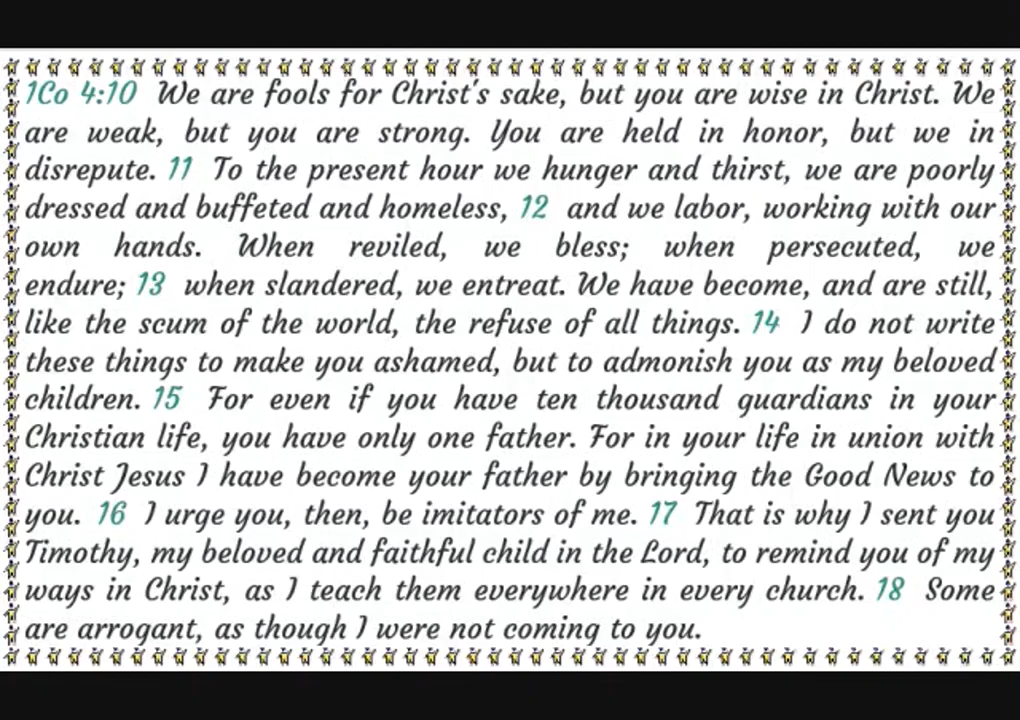 1Co 4:10 We are fools for Christ's sake, but you are wise in Christ. We
are weak, but you are strong. You are held in honor, but we in
disrepute. 11 To the present hour we hunger and thirst, we are poorly
dressed and buffeted and homeless, 12 and we labor, working with our
own hands. When reviled, we bless; when persecuted, we
endure; 13 when slandered, we entreat. We have become, and are still,
like the scum of the world, the refuse of all things. 14 I do not write
these things to make you ashamed, but to admonish you as my beloved
children. 15 For even if you have ten thousand guardians in your
Christian life, you have only one father. For in your life in union with
Christ Jesus I have become your father by bringing the Good News to
you. 16 I urge you, then, be imitators of me. 17 That is why I sent you
Timothy, my beloved and faithful child in the Lord, to remind you of my
ways in Christ, as I teach them everywhere in every church. 18 Some
are arrogant, as though I were not coming to you.